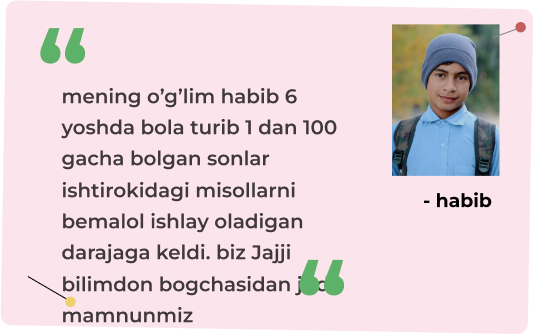 mening o’g’lim habib 6
yoshda bola turib 1 dan 100
gacha bolgan sonlar
ishtirokidagi misollarni
bemalol ishlay oladigan
darajaga keldi. biz Jajji
bilimdon bogchasidan
mamnunmiz
- habib